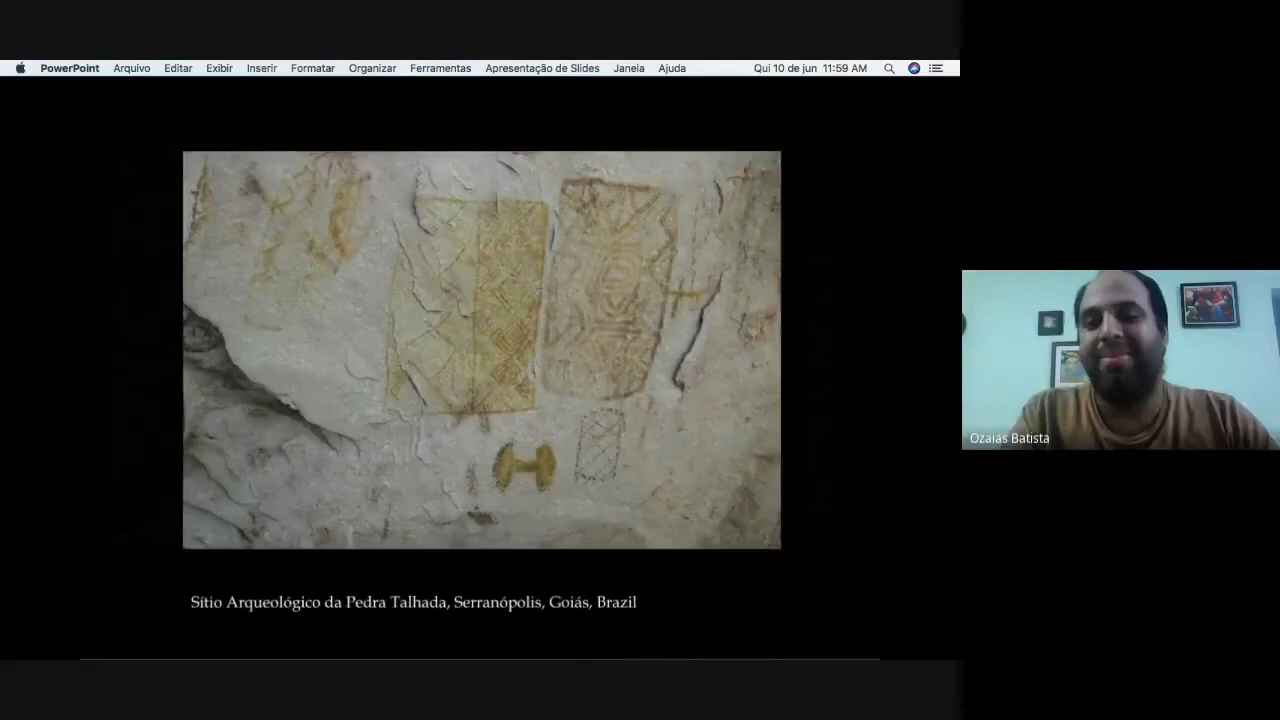 PowerPoint Arquivo Editar Exibir Inserir Formatar Organizar Ferramentas Apresentação de Slides Janela Ajuda Qui 10 de jun 11:59 AM
Ozaias Batista
Sítio Arqueológico da Pedra Talhada, Serranópolis, Goiás, Brazil